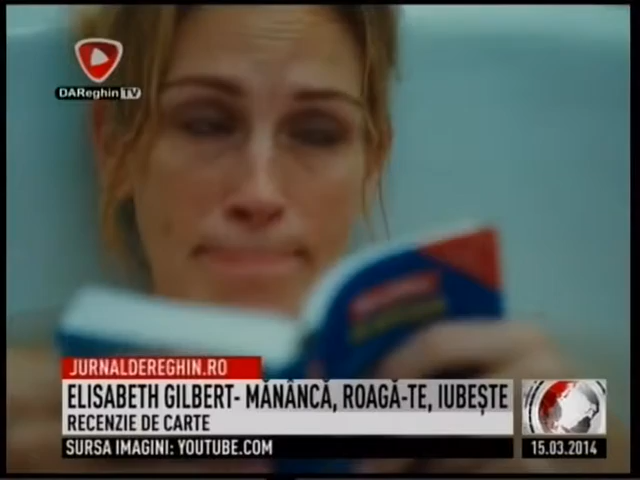 DAReghin TV
JURNALDEREGHIN.RO
ELISABETH GILBERT- MĂNÂNCĂ, ROAGĂ-TE, IUBEȘTE
RECENZIE DE CARTE
SURSA IMAGINI: YOUTUBE.COM
15.03.2014